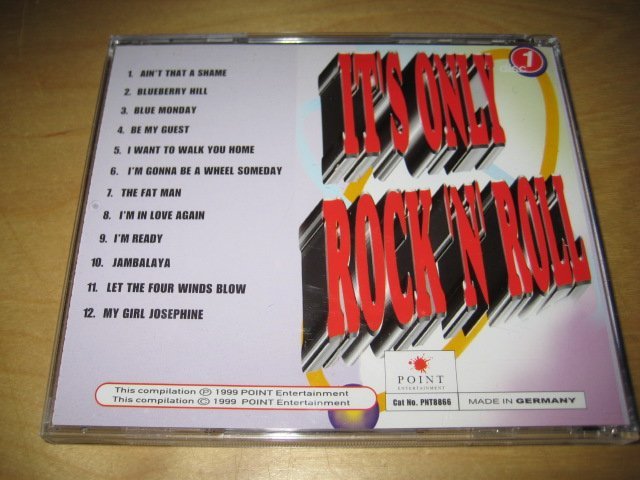 1. AIN'T THAT A SHAME
2. BLUEBERRY HILL
3. BLUE MONDAY
4. BE MY GUEST
5. I WANT TO WALK YOU HOME
6. I'M GONNA BE A WHEEL SOMEDAY
7. THE FAT MAN
8. I'M IN LOVE AGAIN
9. I'M READY
10. JAMBALAYA
11. LET THE FOUR WINDS BLOW
12. MY GIRL JOSEPHINE
IT'S ONLY
ROCK 'N' ROLL
DISC 1
This compilation Ⓟ 1999 POINT Entertainment
This compilation © 1999 POINT Entertainment
POINT
ENTERTAINMENT
Cat No. PNT8866
MADE IN GERMANY